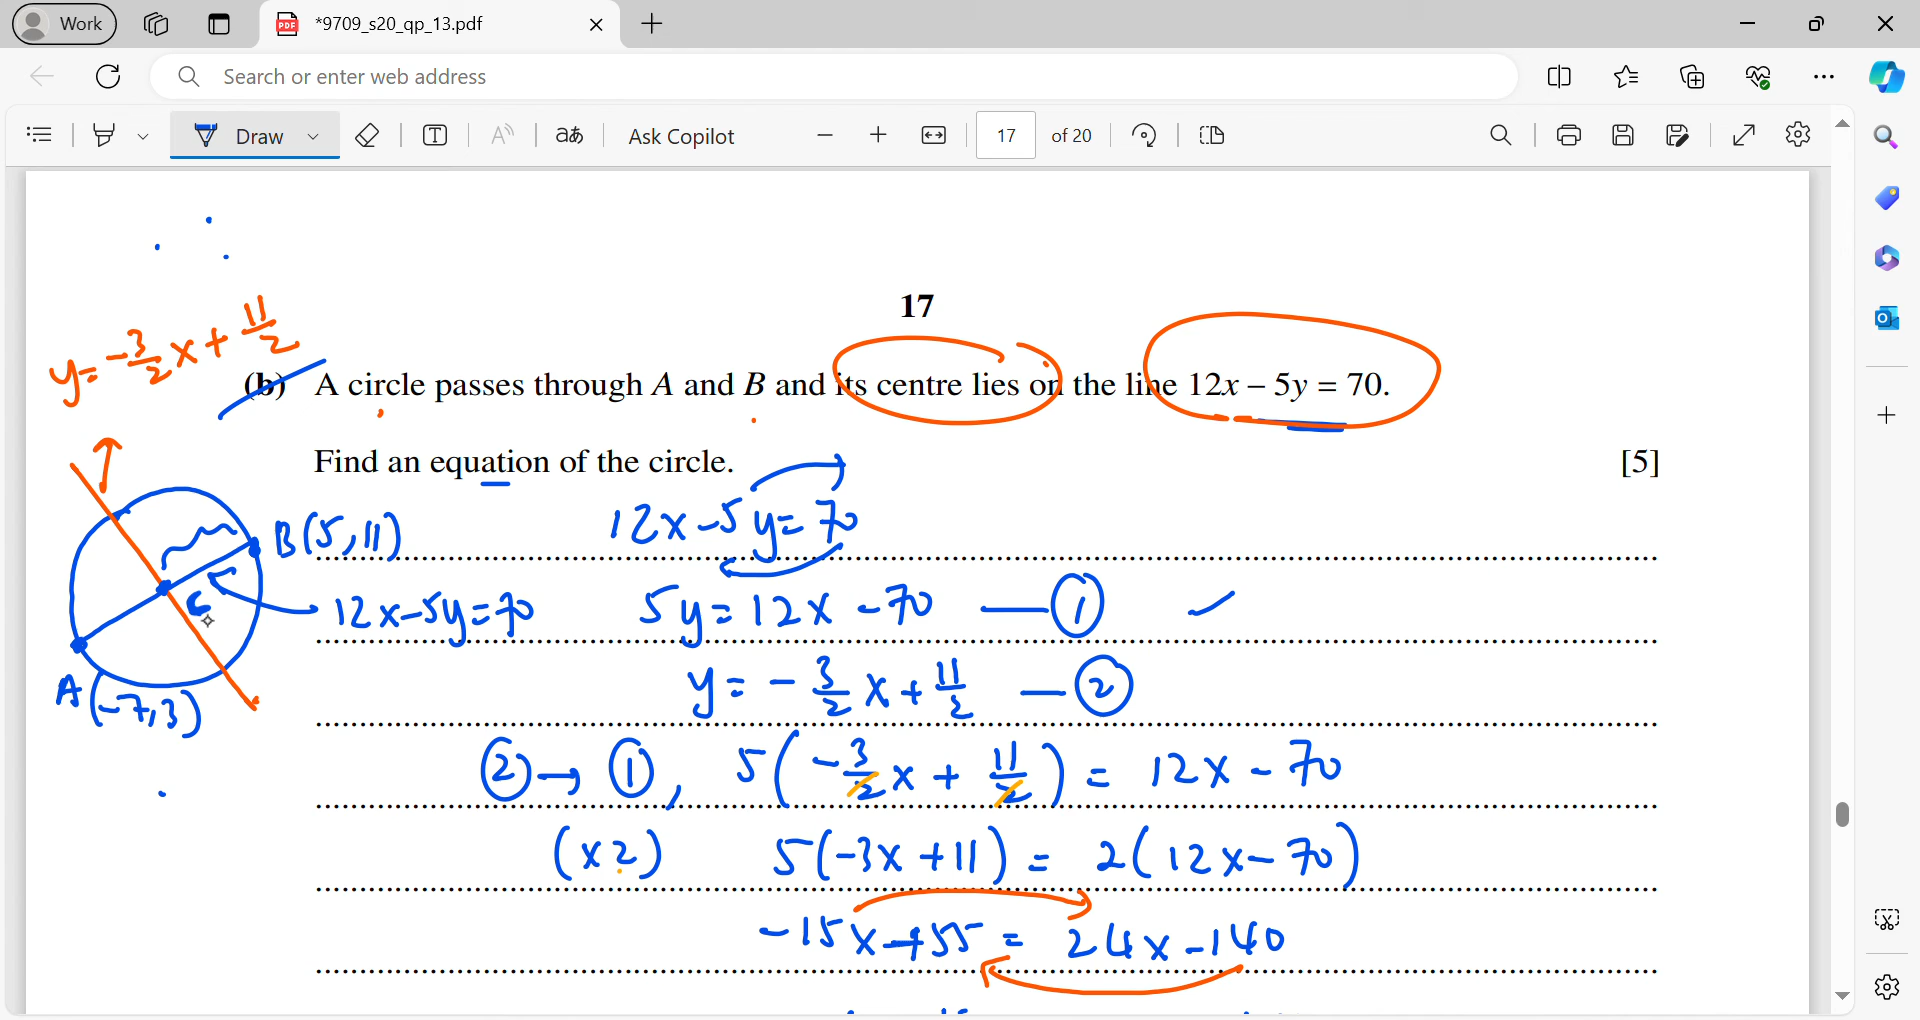 Work
*9709_s20_qp_13.pdf
Search or enter web address
Draw
aあ
Ask Copilot
17 of 20
17
y = -3/2 x + 11/2
(b) A circle passes through A and B and its centre lies on the line 12x – 5y = 70.
Find an equation of the circle. [5]
12x-5y=70
B(5,11)
12x-5y=70
5y=12x-70 — ①
C
A(-7,3)
y = -3/2 x + 11/2 — ②
②→①, 5(-3/2 x + 11/2) = 12x - 70
(x2) 5(-3x+11) = 2(12x-70)
-15x+55 = 24x-140